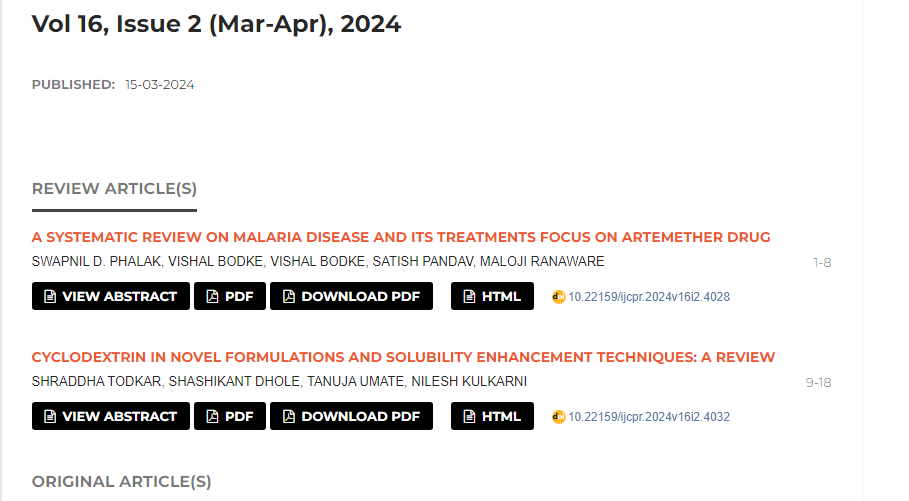 Vol 16, Issue 2 (Mar-Apr), 2024
PUBLISHED: 15-03-2024
REVIEW ARTICLE(S)
A SYSTEMATIC REVIEW ON MALARIA DISEASE AND ITS TREATMENTS FOCUS ON ARTEMETHER DRUG
SWAPNIL D. PHALAK, VISHAL BODKE, VISHAL BODKE, SATISH PANDAV, MALOJI RANAWARE 1-8
VIEW ABSTRACT PDF DOWNLOAD PDF HTML 10.22159/ijcpr.2024v16i2.4028
CYCLODEXTRIN IN NOVEL FORMULATIONS AND SOLUBILITY ENHANCEMENT TECHNIQUES: A REVIEW
SHRADDHA TODKAR, SHASHIKANT DHOLE, TANUJA UMATE, NILESH KULKARNI 9-18
VIEW ABSTRACT PDF DOWNLOAD PDF HTML 10.22159/ijcpr.2024v16i2.4032
ORIGINAL ARTICLE(S)